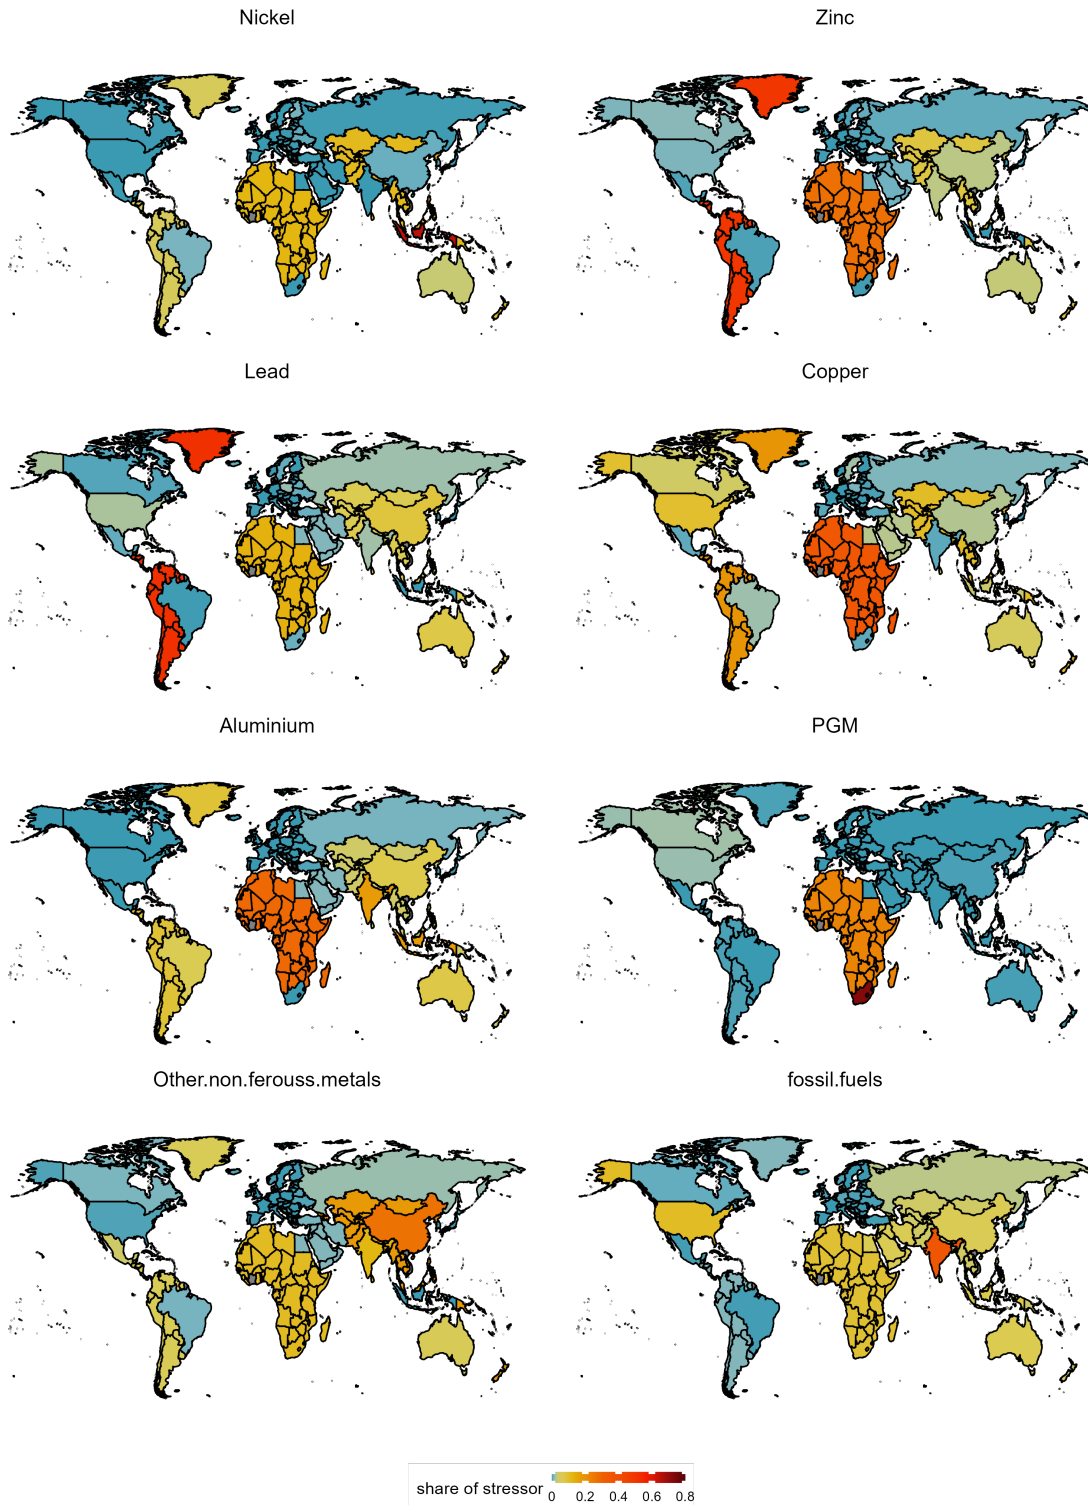 Nickel
Zinc
Lead
Copper
Aluminium
PGM
Other.non.ferouss.metals
fossil.fuels
share of stressor
0 0.2 0.4 0.6 0.8